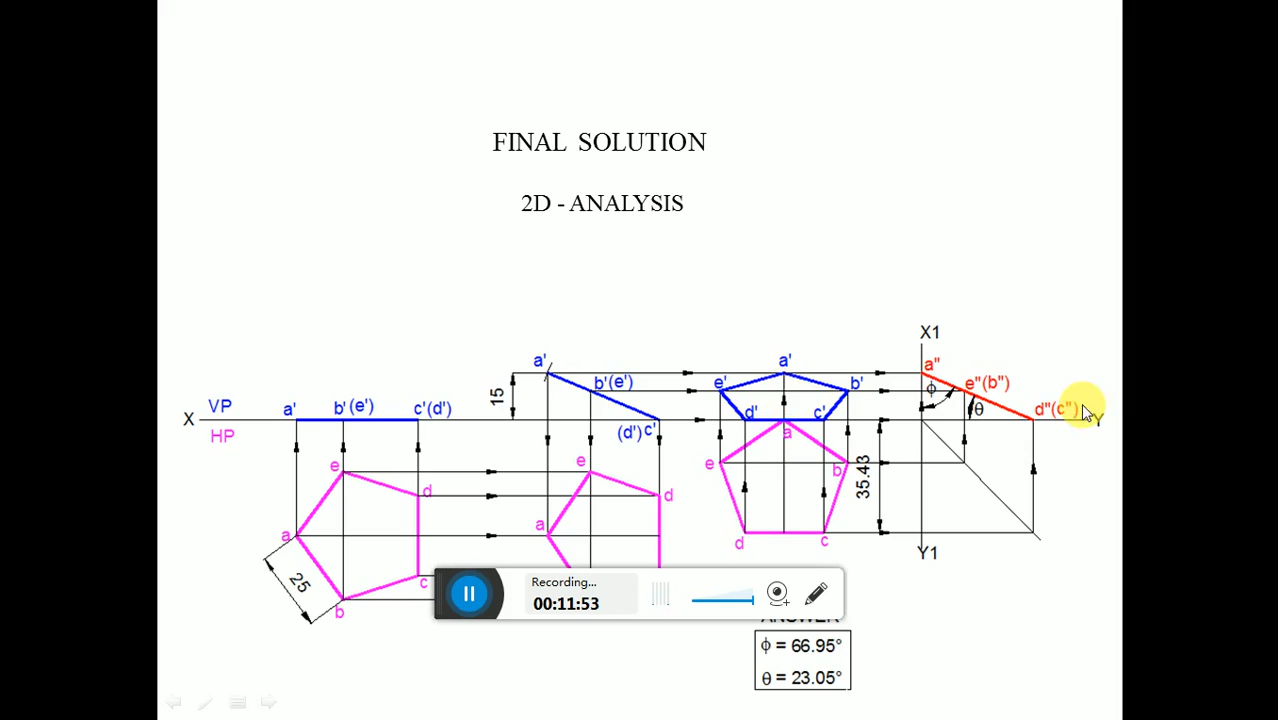 FINAL SOLUTION
2D - ANALYSIS
X1
a' a' a" 
b'(e') e' b' ϕ e"(b")
15
VP a' b' (e') c'(d') d' c' θ d"(c")
X Y
HP (d') c' a
e e e b
d d 35.43
a a
d c
Y1
25 c
b
Recording...
00:11:53
ANSWER
ϕ = 66.95°
θ = 23.05°